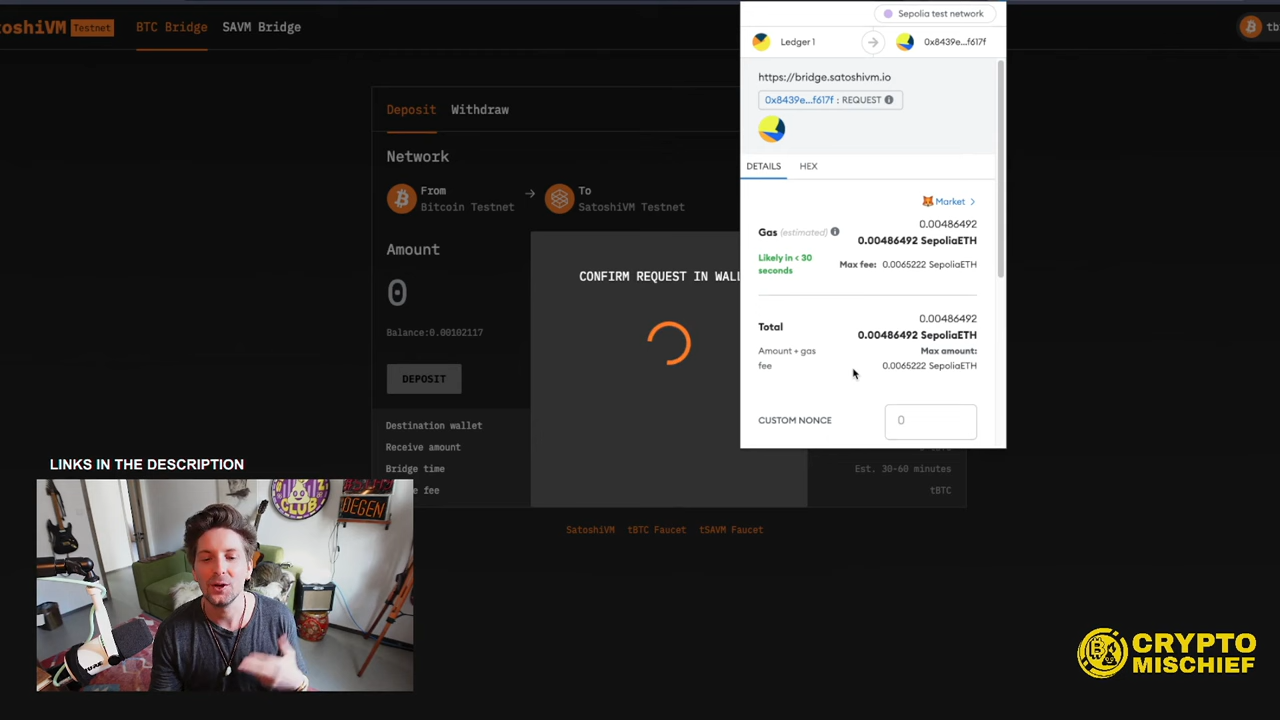 toshiVM Testnet
BTC Bridge
SAVM Bridge
Sepolia test network
Ledger 1
0x8439e...f617f
https://bridge.satoshivm.io
0x8439e...f617f : REQUEST
DETAILS
HEX
Market >
Gas (estimated)
0.00486492
0.00486492 SepoliaETH
Likely in < 30
seconds
Max fee: 0.0065222 SepoliaETH
Total
0.00486492
0.00486492 SepoliaETH
Amount + gas
fee
Max amount:
0.0065222 SepoliaETH
CUSTOM NONCE
0
Deposit
Withdraw
Network
From
Bitcoin Testnet
To
SatoshiVM Testnet
Amount
0
Balance:0.00102117
DEPOSIT
CONFIRM REQUEST IN WALL
Destination wallet
Receive amount
Bridge time
Est. 30-60 minutes
fee
tBTC
SatoshiVM
tBTC Faucet
tSAVM Faucet
LINKS IN THE DESCRIPTION
CLUB
DEGEN
CRYPTO
MISCHIEF